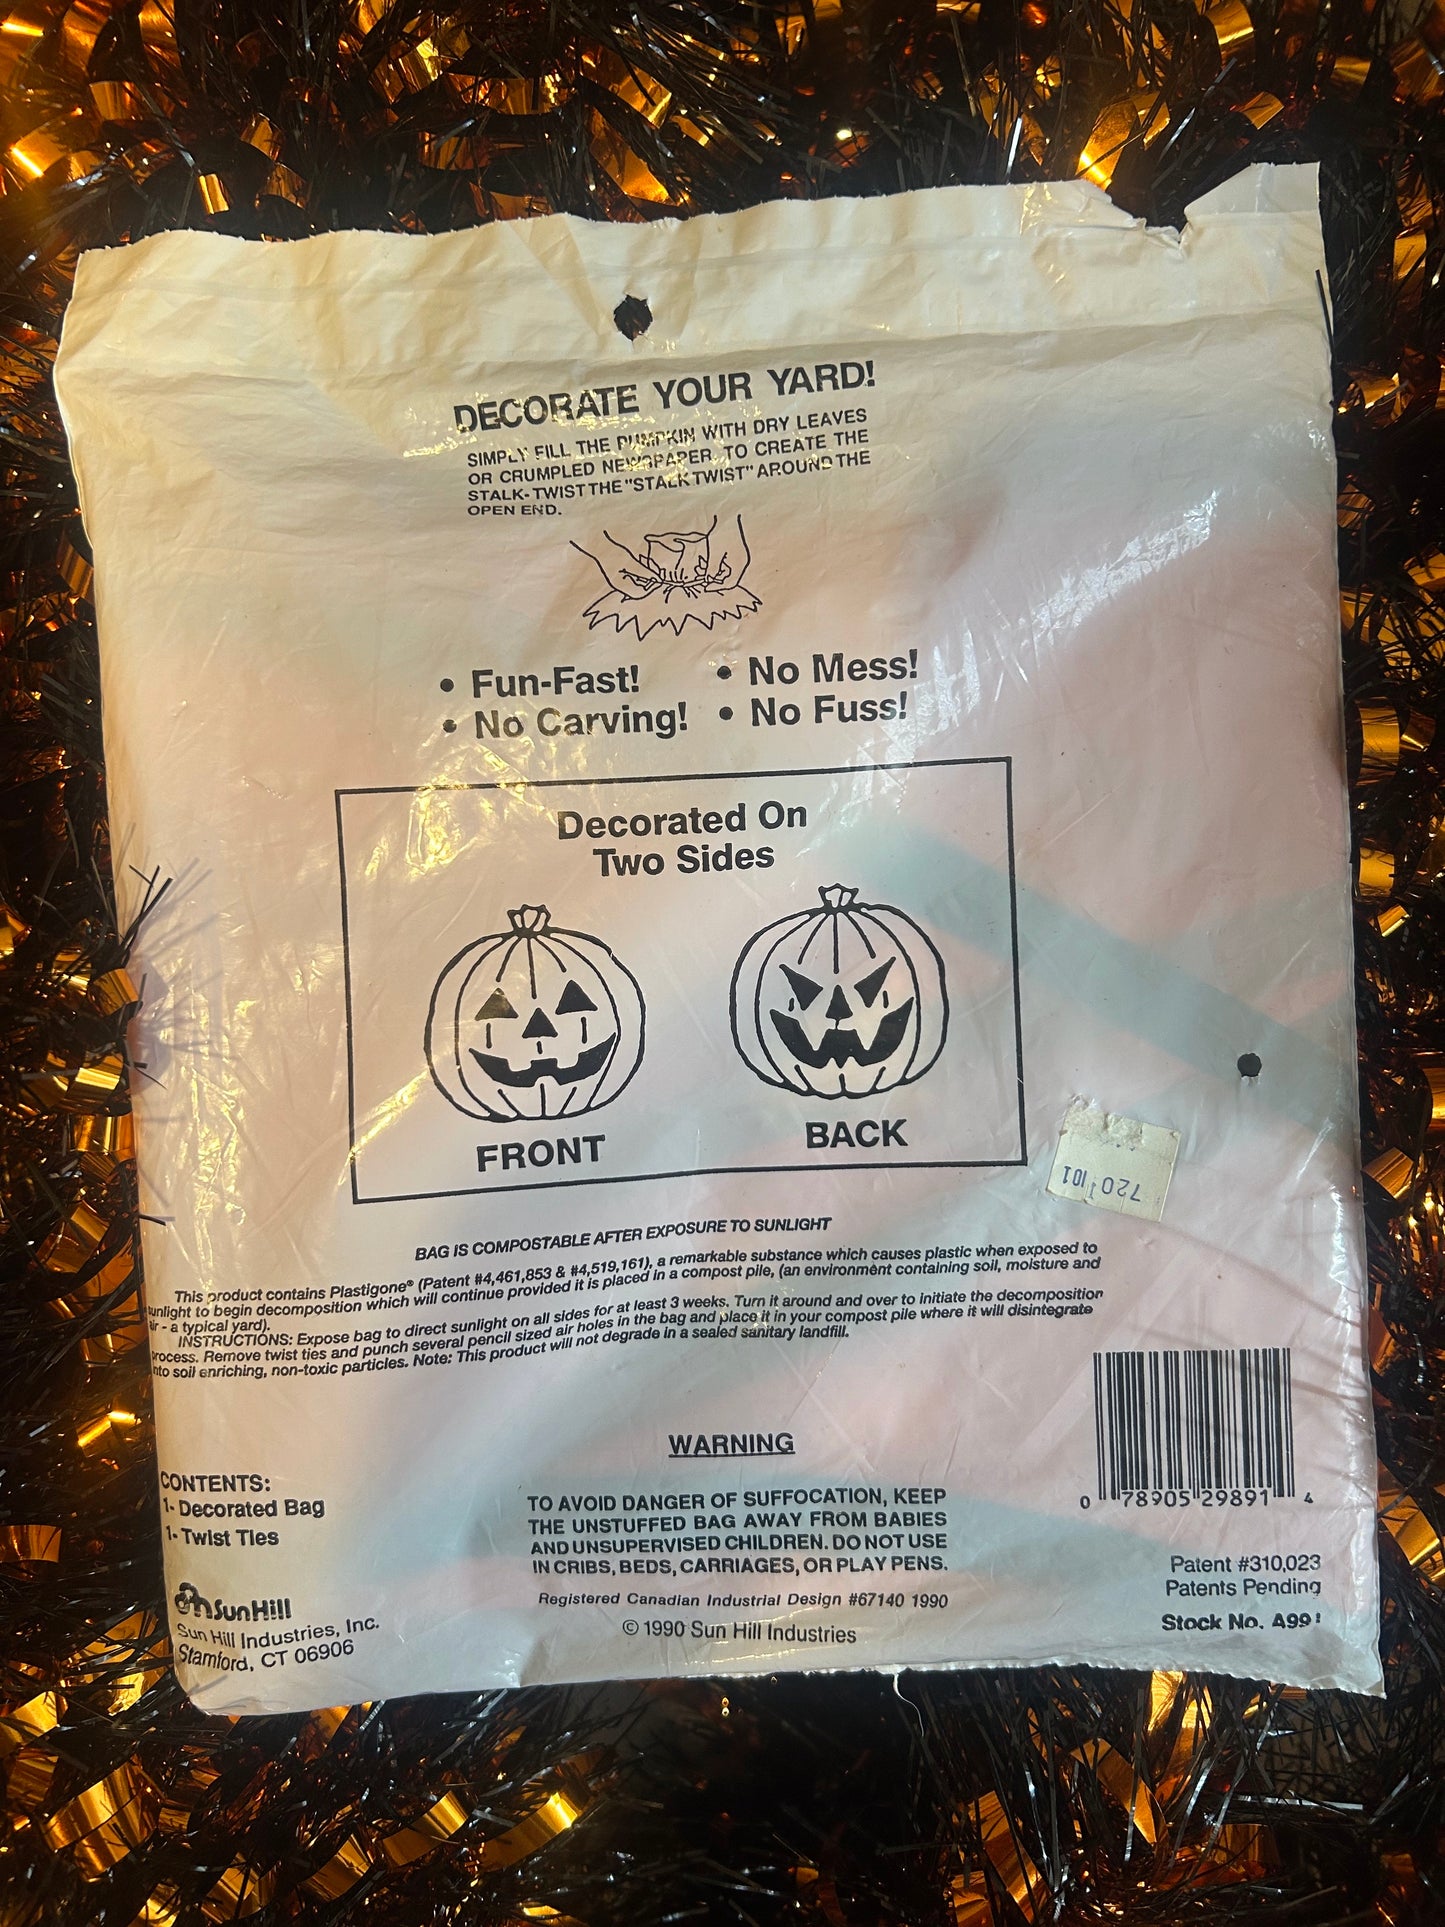 DECORATE YOUR YARD!
SIMPLY FILL THE PUMPKIN WITH DRY LEAVES
OR CRUMPLED NEWSPAPER. TO CREATE THE
STALK-TWIST THE "STALK TWIST" AROUND THE
OPEN END.
• Fun-Fast! • No Mess!
• No Carving! • No Fuss!
Decorated On
Two Sides
FRONT BACK
720 101
BAG IS COMPOSTABLE AFTER EXPOSURE TO SUNLIGHT
This product contains Plastigone® (Patent #4,461,853 & #4,519,161), a remarkable substance which causes plastic when exposed to
sunlight to begin decomposition which will continue provided it is placed in a compost pile, (an environment containing soil, moisture and
air - a typical yard).
INSTRUCTIONS: Expose bag to direct sunlight on all sides for at least 3 weeks. Turn it around and over to initiate the decomposition
process. Remove twist ties and punch several pencil sized air holes in the bag and place it in your compost pile where it will disintegrate
into soil enriching, non-toxic particles. Note: This product will not degrade in a sealed sanitary landfill.
WARNING
TO AVOID DANGER OF SUFFOCATION, KEEP
THE UNSTUFFED BAG AWAY FROM BABIES
AND UNSUPERVISED CHILDREN. DO NOT USE
IN CRIBS, BEDS, CARRIAGES, OR PLAY PENS.
Registered Canadian Industrial Design #67140 1990
© 1990 Sun Hill Industries
CONTENTS:
1- Decorated Bag
1- Twist Ties
SunHill
Sun Hill Industries, Inc.
Stamford, CT 06906
0 78905 29891 4
Patent #310,023
Patents Pending
Stock No. A991